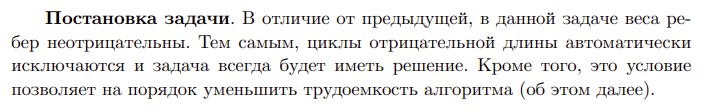 Постановка задачи. В отличие от предыдущей, в данной задаче веса ре-
бер неотрицательны. Тем самым, циклы отрицательной длины автоматически
исключаются и задача всегда будет иметь решение. Кроме того, это условие
позволяет на порядок уменьшить трудоемкость алгоритма (об этом далее).